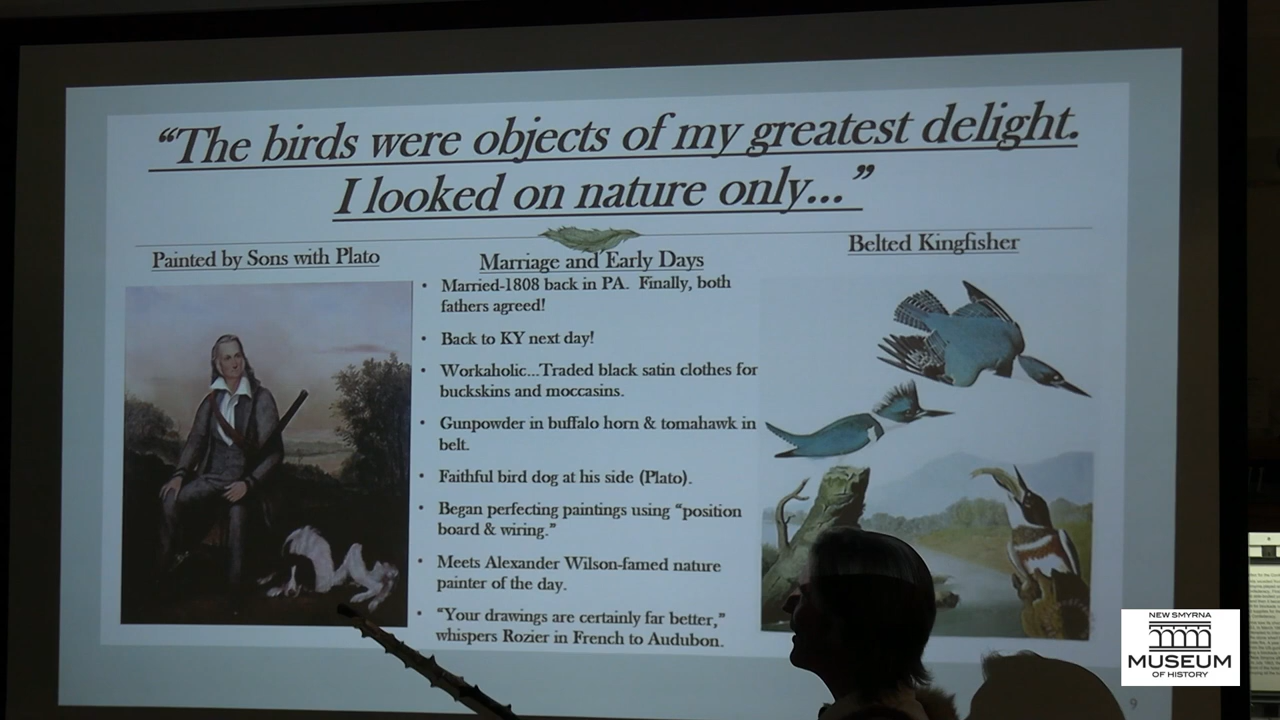 “The birds were objects of my greatest delight.
I looked on nature only...”
Painted by Sons with Plato
Marriage and Early Days
• Married-1808 back in PA. Finally, both
fathers agreed!
• Back to KY next day!
• Workaholic...Traded black satin clothes for
buckskins and moccasins.
• Gunpowder in buffalo horn & tomahawk in
belt.
• Faithful bird dog at his side (Plato).
• Began perfecting paintings using “position
board & wiring.”
• Meets Alexander Wilson-famed nature
painter of the day.
• “Your drawings are certainly far better,”
whispers Rozier in French to Audubon.
Belted Kingfisher
9
NEW SMYRNA
MUSEUM
OF HISTORY